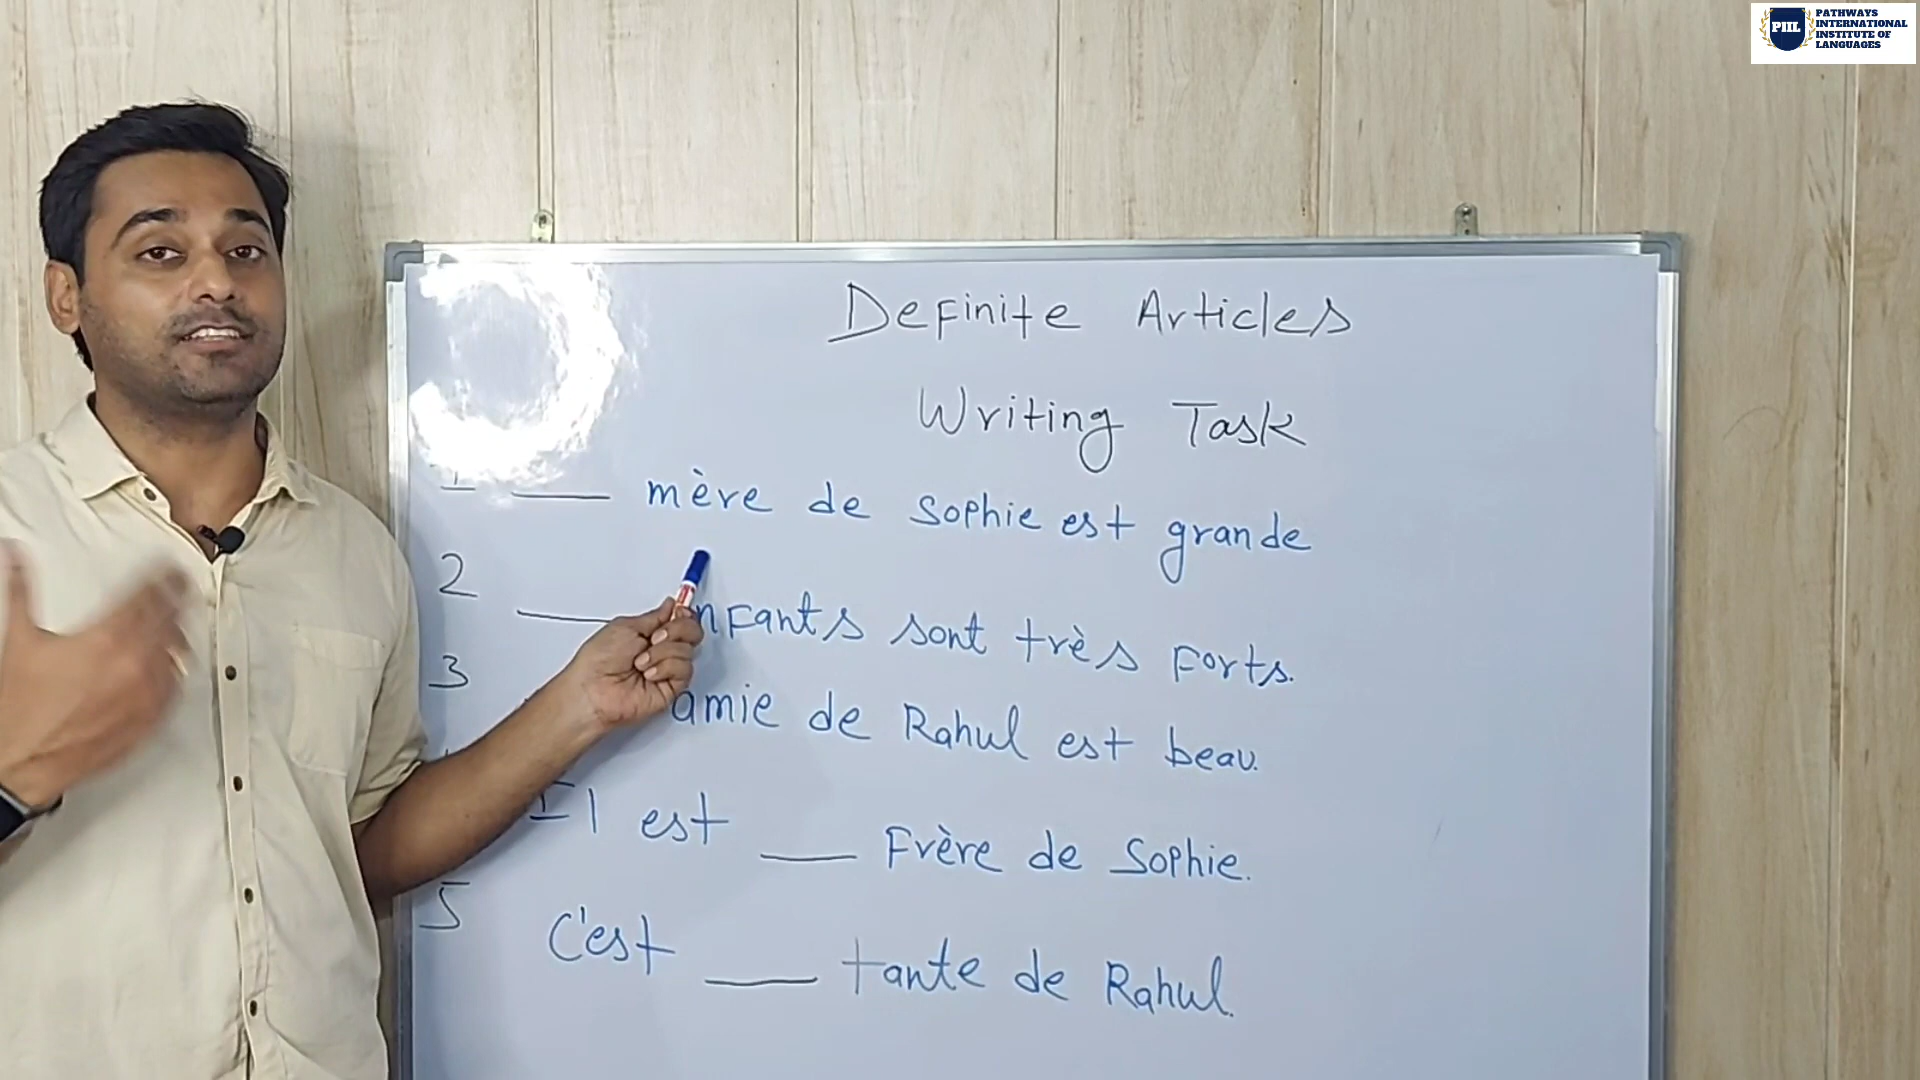 PIIL
PATHWAYS
INTERNATIONAL
INSTITUTE OF
LANGUAGES
Definite Articles
Writing Task
1 ___ mère de Sophie est grande
2 ___ nfants sont très forts.
3 amie de Rahul est beau.
Il est ___ Frère de Sophie.
5 C'est ___ tante de Rahul.